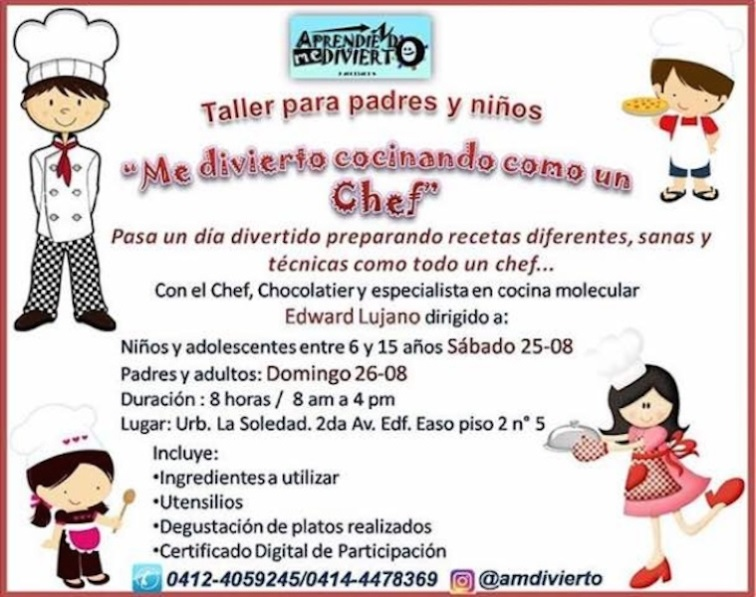 APRENDIENDO
MEDIVIERTO
Taller para padres y niños
"Me divierto cocinando como un
Chef"
Pasa un día divertido preparando recetas diferentes, sanas y
técnicas como todo un chef...
Con el Chef, Chocolatier y especialista en cocina molecular
Edward Lujano dirigido a:
Niños y adolescentes entre 6 y 15 años Sábado 25-08
Padres y adultos: Domingo 26-08
Duración : 8 horas / 8 am a 4 pm
Lugar: Urb. La Soledad. 2da Av. Edf. Easo piso 2 n° 5
Incluye:
•Ingredientes a utilizar
•Utensilios
•Degustación de platos realizados
•Certificado Digital de Participación
0412-4059245/0414-4478369 @amdivierto